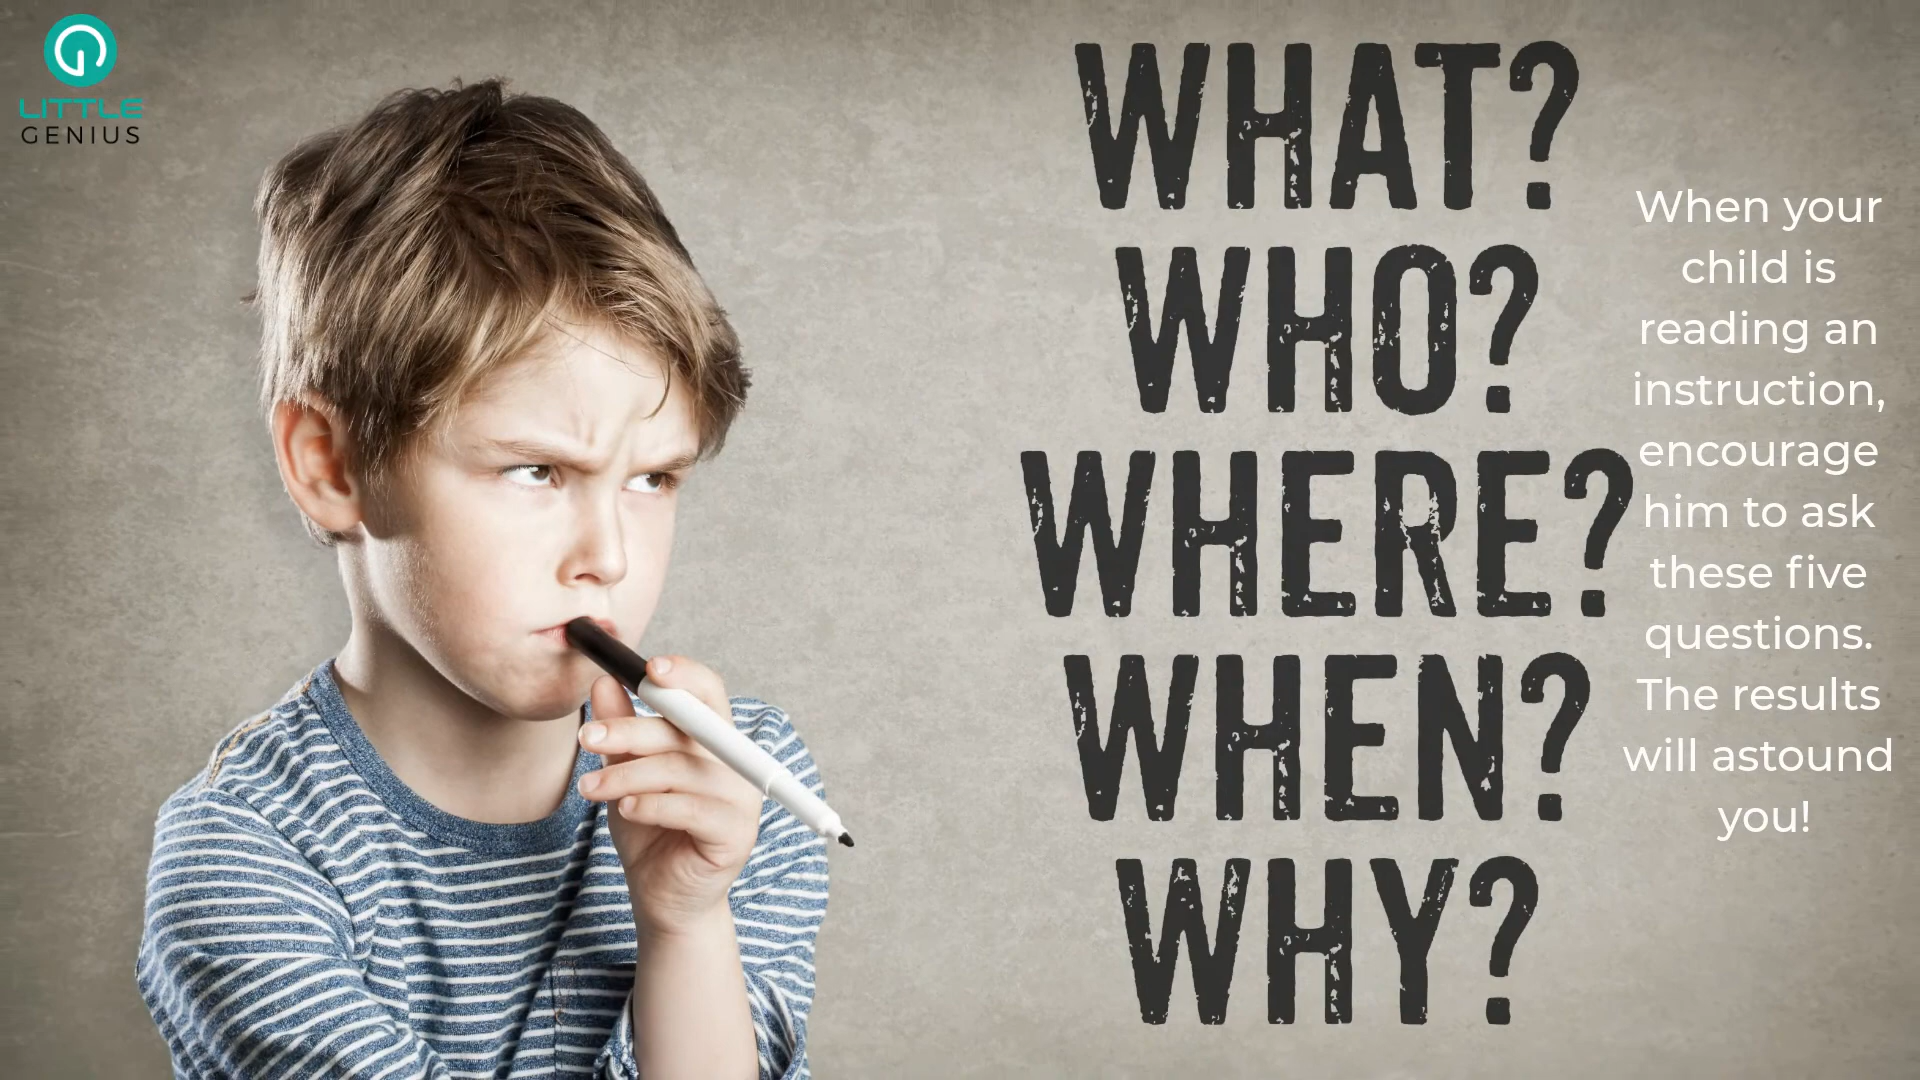 LITTLE
GENIUS
WHAT?
WHO?
WHERE?
WHEN?
WHY?
When your
child is
reading an
instruction,
encourage
him to ask
these five
questions.
The results
will astound
you!